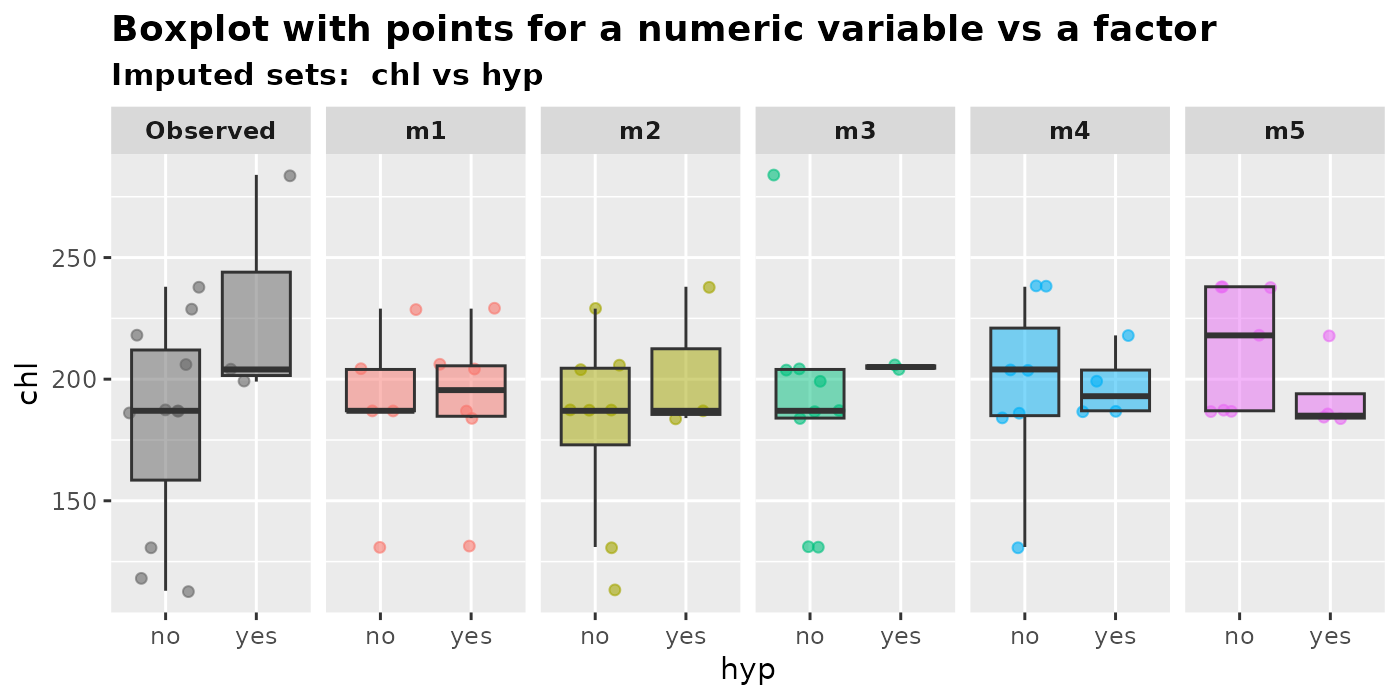 Boxplot with points for a numeric variable vs a factor
Imputed sets:  chl vs hyp
Observed m1 m2 m3 m4 m5
chl
250
200
150
no yes no yes no yes no yes no yes no yes
hyp